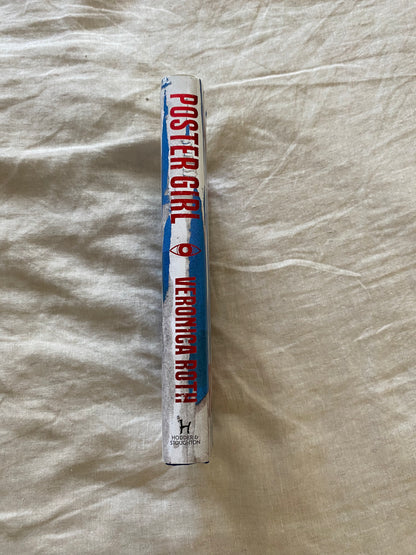 POSTER GIRL
VERONICA ROTH
H
HODDER &
STOUGHTON